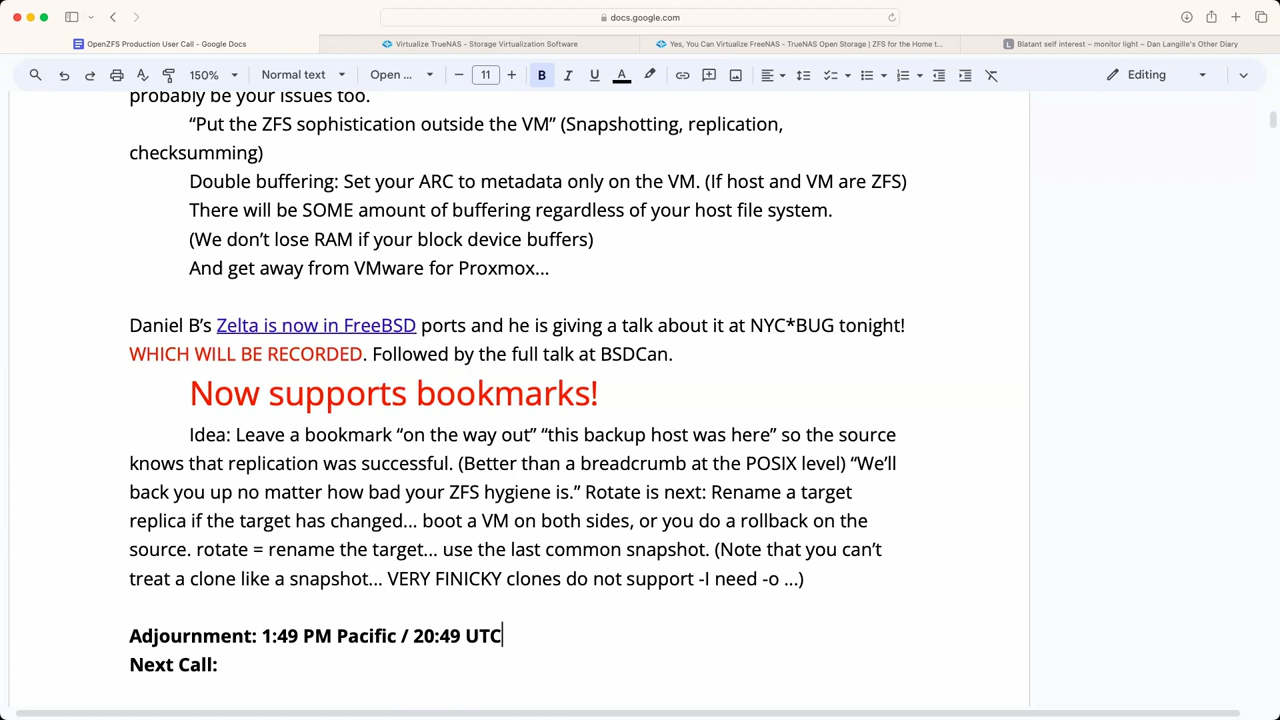 docs.google.com
OpenZFS Production User Call - Google Docs
Virtualize TrueNAS - Storage Virtualization Software
Yes, You Can Virtualize FreeNAS - TrueNAS Open Storage | ZFS for the Home t...
L Blatant self interest – monitor light – Dan Langille's Other Diary
150%
Normal text
Open ...
11
B I U A
Editing
probably be your issues too.
“Put the ZFS sophistication outside the VM” (Snapshotting, replication,
checksumming)
Double buffering: Set your ARC to metadata only on the VM. (If host and VM are ZFS)
There will be SOME amount of buffering regardless of your host file system.
(We don’t lose RAM if your block device buffers)
And get away from VMware for Proxmox...
Daniel B’s Zelta is now in FreeBSD ports and he is giving a talk about it at NYC*BUG tonight!
WHICH WILL BE RECORDED. Followed by the full talk at BSDCan.
Now supports bookmarks!
Idea: Leave a bookmark “on the way out” “this backup host was here” so the source
knows that replication was successful. (Better than a breadcrumb at the POSIX level) “We’ll
back you up no matter how bad your ZFS hygiene is.” Rotate is next: Rename a target
replica if the target has changed... boot a VM on both sides, or you do a rollback on the
source. rotate = rename the target... use the last common snapshot. (Note that you can’t
treat a clone like a snapshot... VERY FINICKY clones do not support -I need -o ...)
Adjournment: 1:49 PM Pacific / 20:49 UTC
Next Call: